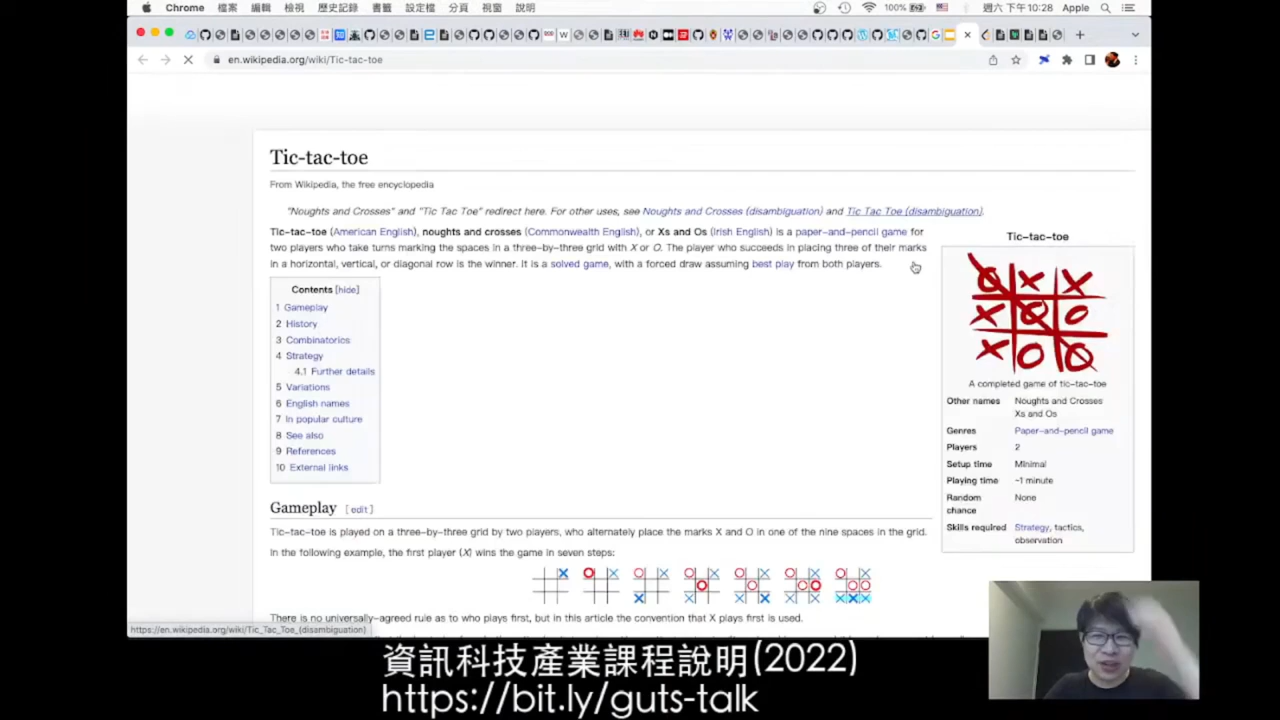 Chrome 檔案 編輯 檢視 歷史記錄 書籤 設定檔 分頁 視窗 說明 100% 週六 下午10:28 Apple
en.wikipedia.org/wiki/Tic-tac-toe
Tic-tac-toe
From Wikipedia, the free encyclopedia
"Noughts and Crosses" and "Tic Tac Toe" redirect here. For other uses, see Noughts and Crosses (disambiguation) and Tic Tac Toe (disambiguation).
Tic-tac-toe (American English), noughts and crosses (Commonwealth English), or Xs and Os (Irish English) is a paper-and-pencil game for
two players who take turns marking the spaces in a three-by-three grid with X or O. The player who succeeds in placing three of their marks
in a horizontal, vertical, or diagonal row is the winner. It is a solved game, with a forced draw assuming best play from both players.
Contents [hide]
1 Gameplay
2 History
3 Combinatorics
4 Strategy
4.1 Further details
5 Variations
6 English names
7 In popular culture
8 See also
9 References
10 External links
Tic-tac-toe
A completed game of tic-tac-toe
Other names Noughts and Crosses
Xs and Os
Genres Paper-and-pencil game
Players 2
Setup time Minimal
Playing time ~1 minute
Random None
chance
Skills required Strategy, tactics,
observation
Gameplay [ edit ]
Tic-tac-toe is played on a three-by-three grid by two players, who alternately place the marks X and O in one of the nine spaces in the grid.
In the following example, the first player (X) wins the game in seven steps:
There is no universally-agreed rule as to who plays first, but in this article the convention that X plays first is used.
https://en.wikipedia.org/wiki/Tic_Tac_Toe_(disambiguation)
資訊科技產業課程說明(2022)
https://bit.ly/guts-talk